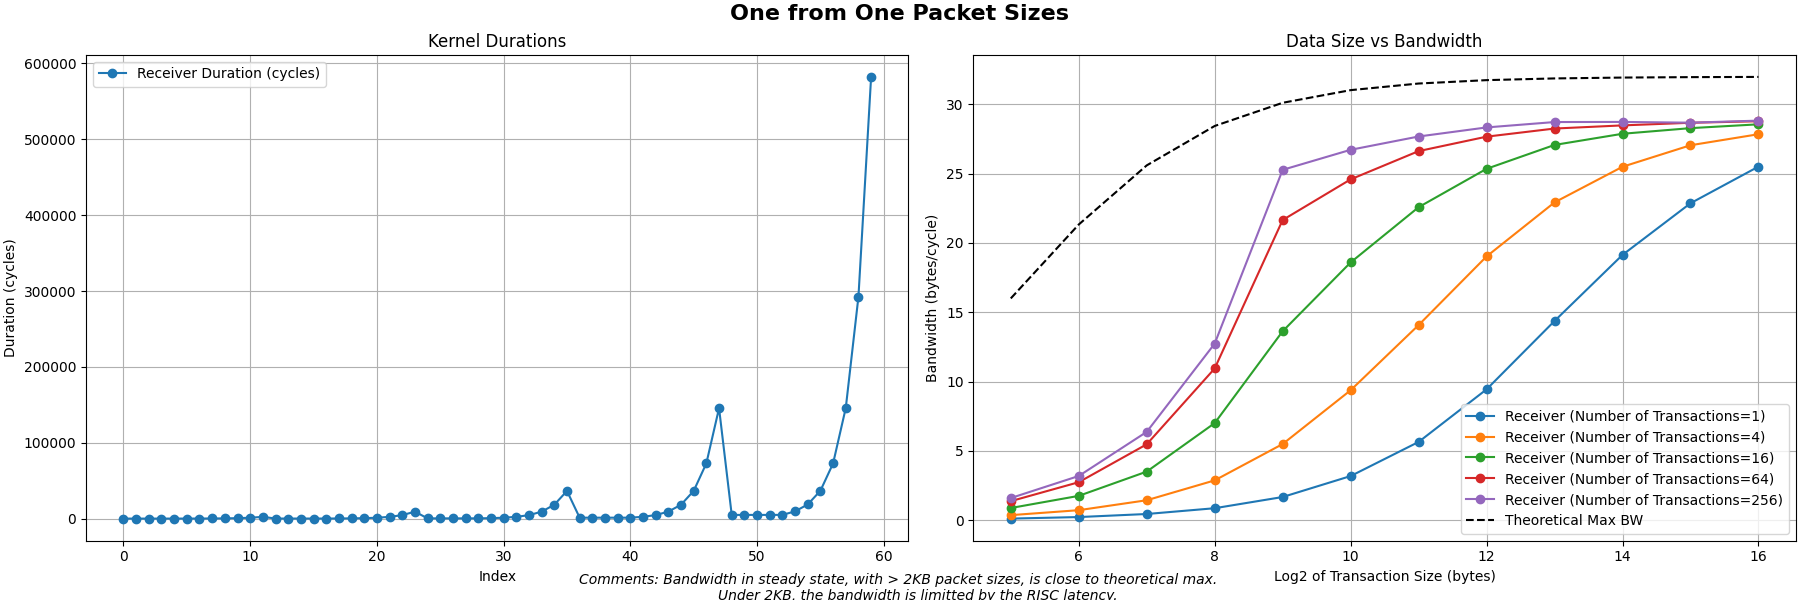 One from One Packet Sizes
Kernel Durations
Receiver Duration (cycles)
Duration (cycles)
600000
500000
400000
300000
200000
100000
0
0 10 20 30 40 50 60
Index
Data Size vs Bandwidth
Bandwidth (bytes/cycle)
30
25
20
15
10
5
0
Receiver (Number of Transactions=1)
Receiver (Number of Transactions=4)
Receiver (Number of Transactions=16)
Receiver (Number of Transactions=64)
Receiver (Number of Transactions=256)
Theoretical Max BW
6 8 10 12 14 16
Log2 of Transaction Size (bytes)
Comments: Bandwidth in steady state, with > 2KB packet sizes, is close to theoretical max.
Under 2KB, the bandwidth is limitted by the RISC latency.